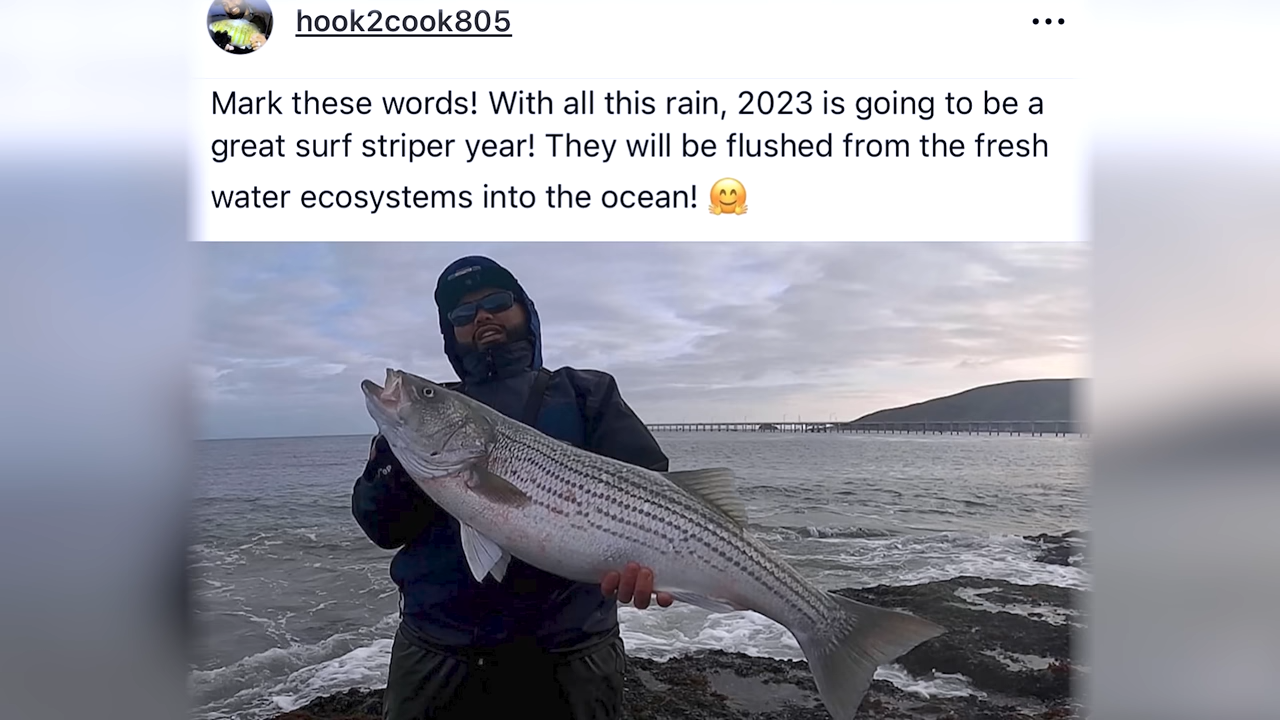 hook2cook805
Mark these words! With all this rain, 2023 is going to be a
great surf striper year! They will be flushed from the fresh
water ecosystems into the ocean! 🤗